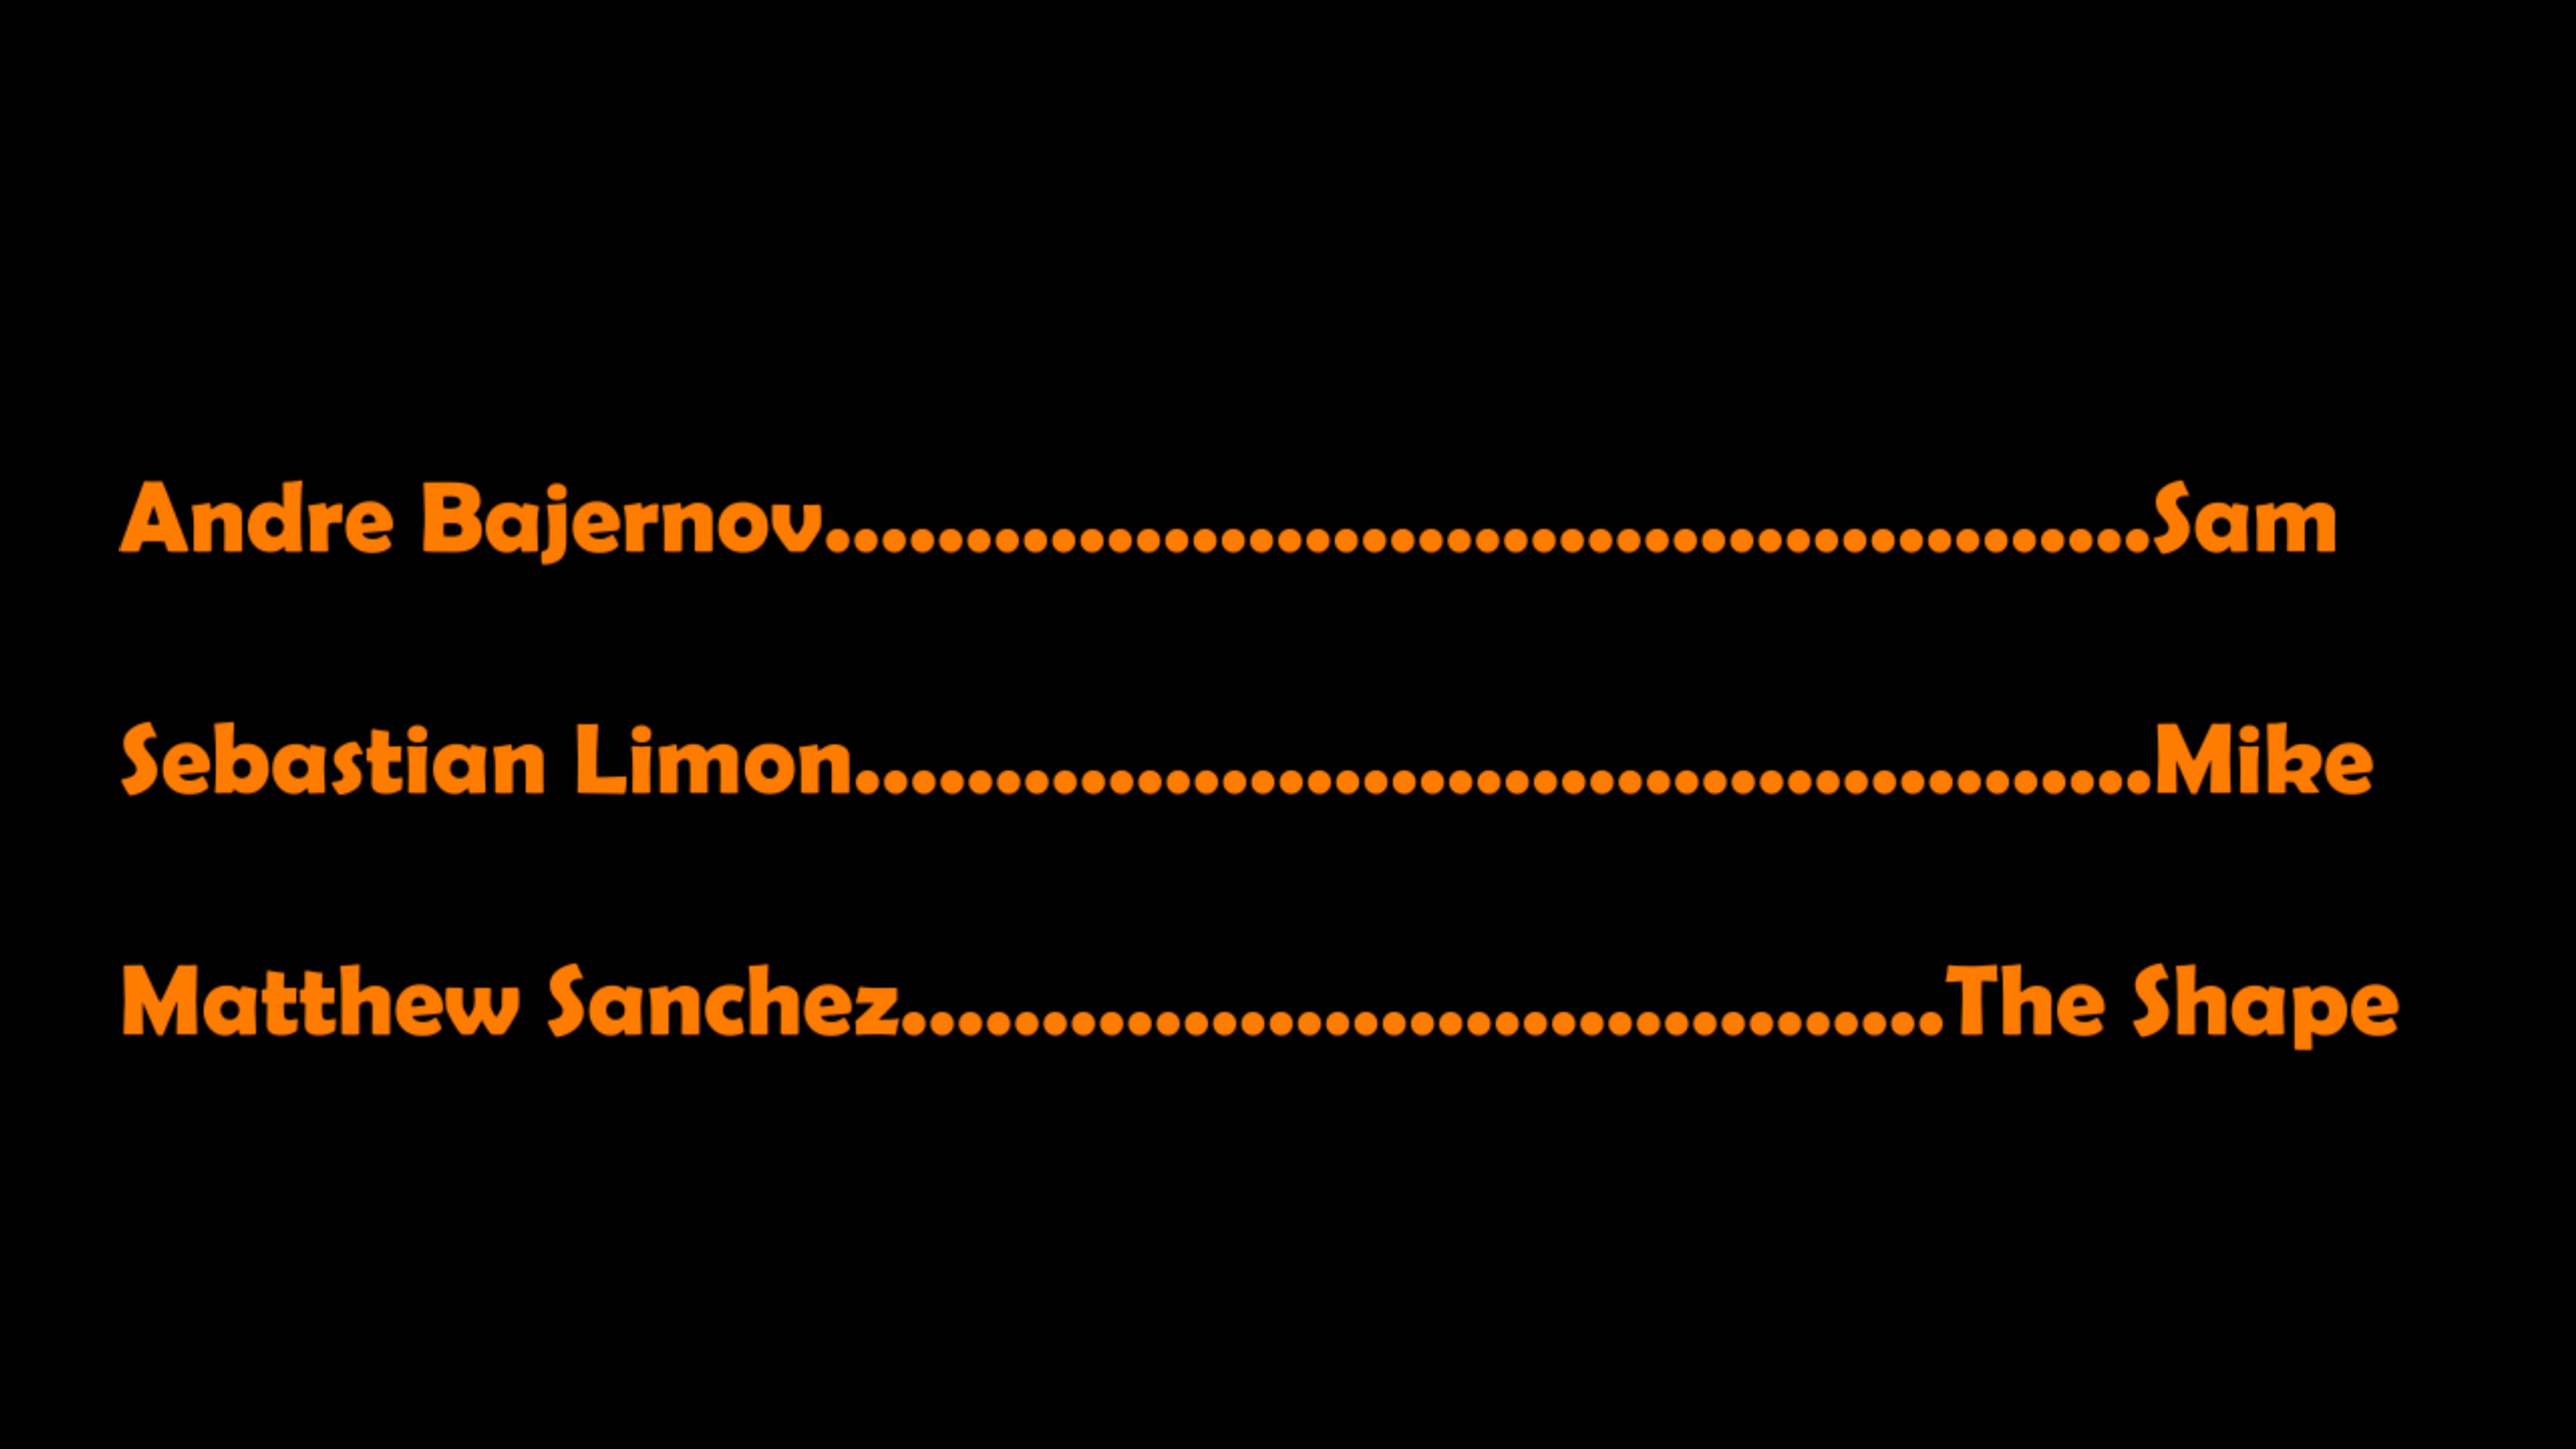 Andre Bajernov...............................................Sam
Sebastian Limon..............................................Mike
Matthew Sanchez.....................................The Shape